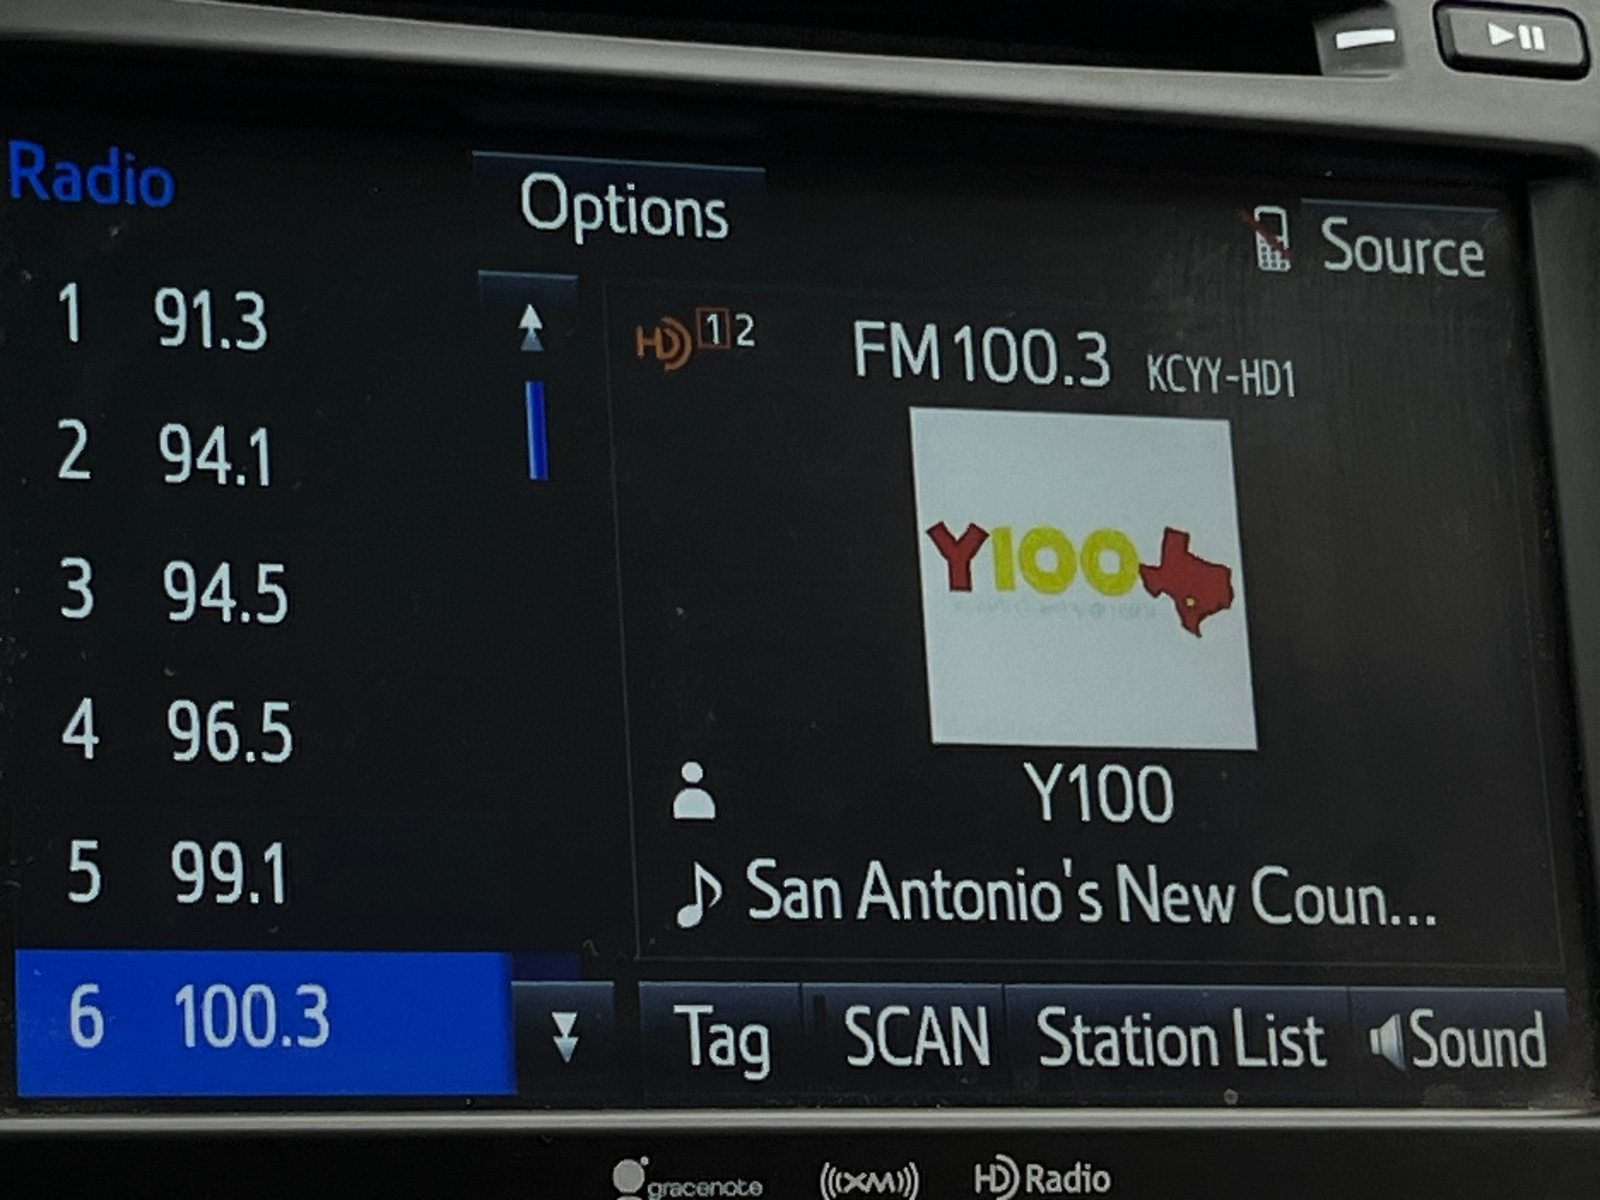 Radio
Options
Source
1 91.3
2 94.1
3 94.5
4 96.5
5 99.1
6 100.3
HD 1 2
FM 100.3 KCYY-HD1
Y100
Y100
San Antonio's New Coun...
Tag
SCAN
Station List
Sound
gracenote
((XM))
HD Radio